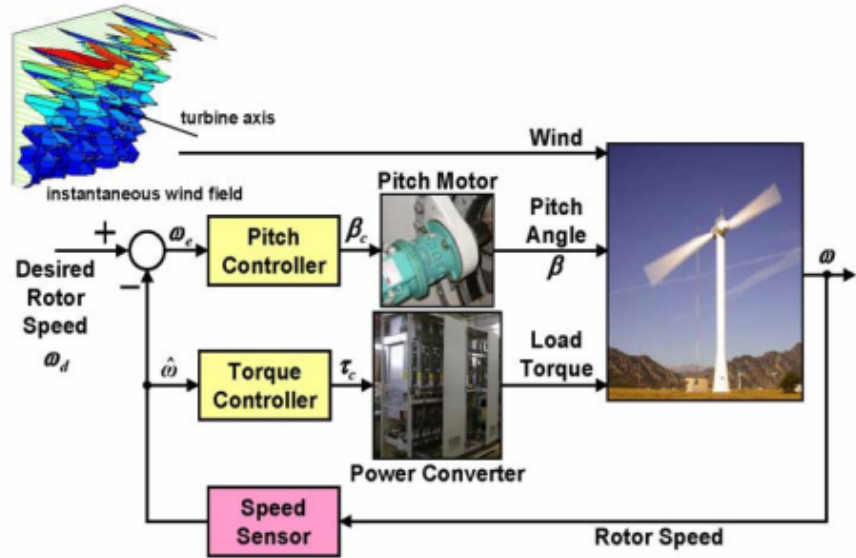 turbine axis
instantaneous wind field
Wind
Pitch Motor
+
ω_e
Pitch
Controller
β_c
Pitch
Angle
β
−
Desired
Rotor
Speed
ω_d
ω
ω̂
Torque
Controller
τ_c
Load
Torque
Power Converter
Speed
Sensor
Rotor Speed